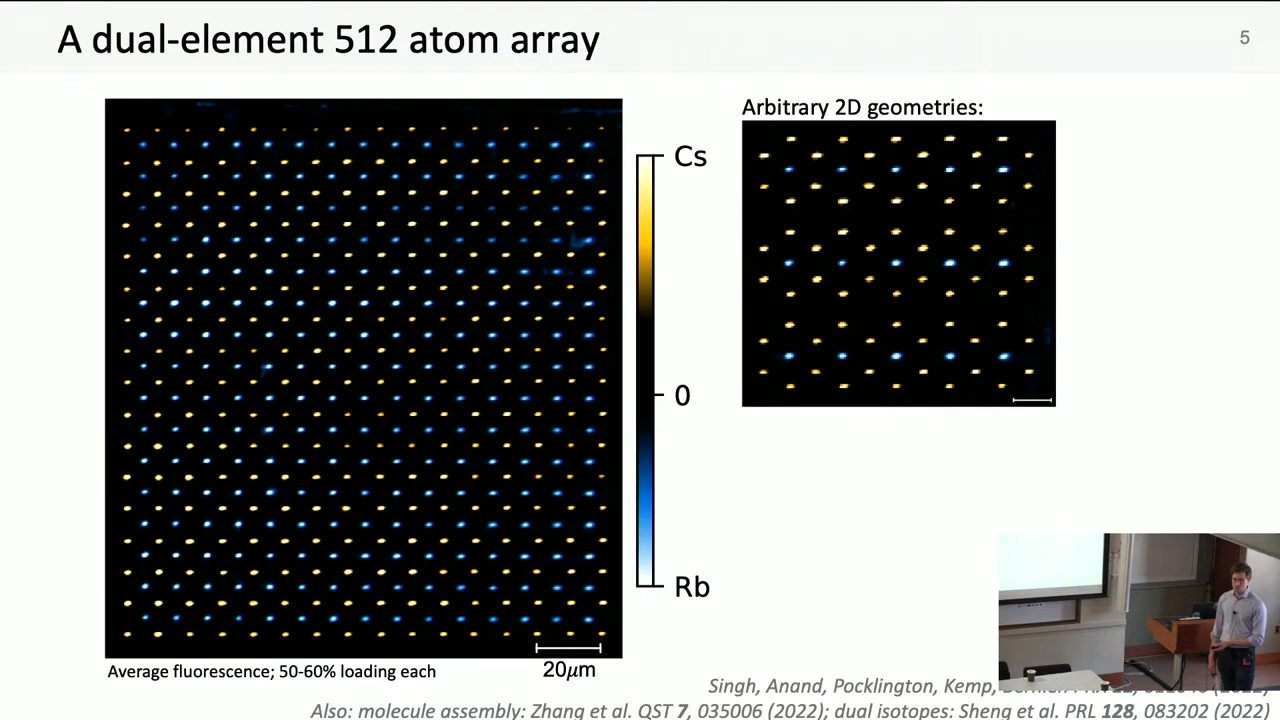 A dual-element 512 atom array
5
Arbitrary 2D geometries:
Cs
0
Rb
20μm
Average fluorescence; 50-60% loading each
Singh, Anand, Pocklington, Kemp,
Also: molecule assembly: Zhang et al. QST 7, 035006 (2022); dual isotopes: Sheng et al. PRL 128, 083202 (2022)